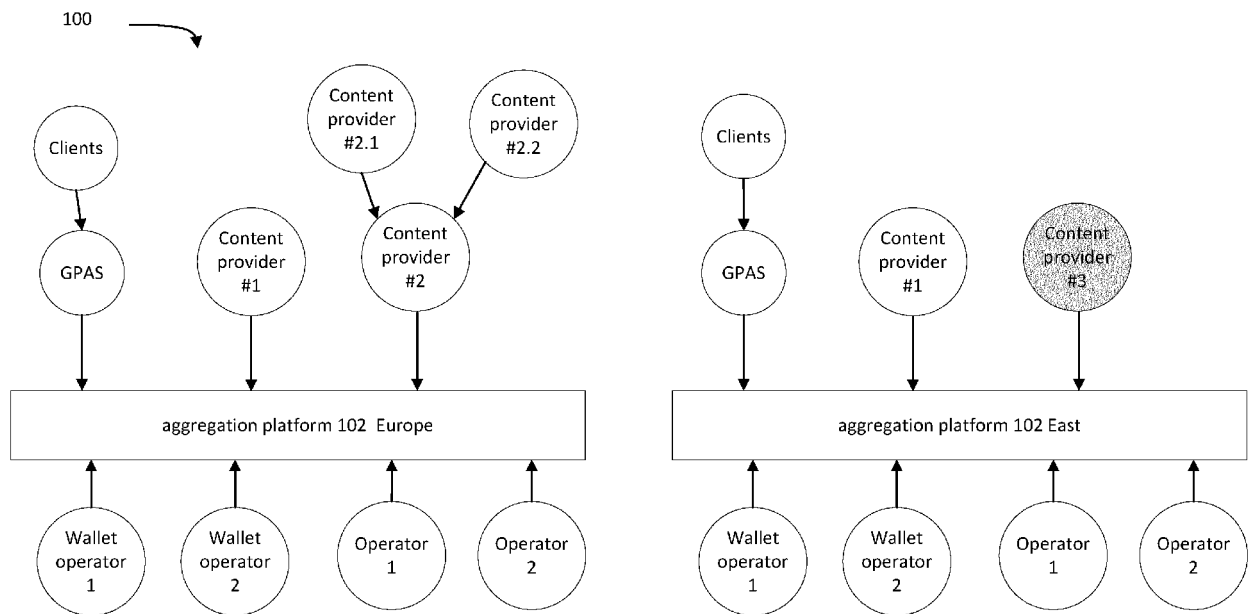 100
Clients
GPAS
Content
provider
#1
Content
provider
#2.1
Content
provider
#2.2
Content
provider
#2
aggregation platform 102  Europe
Wallet
operator
1
Wallet
operator
2
Operator
1
Operator
2
Clients
GPAS
Content
provider
#1
Content
provider
#3
aggregation platform 102 East
Wallet
operator
1
Wallet
operator
2
Operator
1
Operator
2